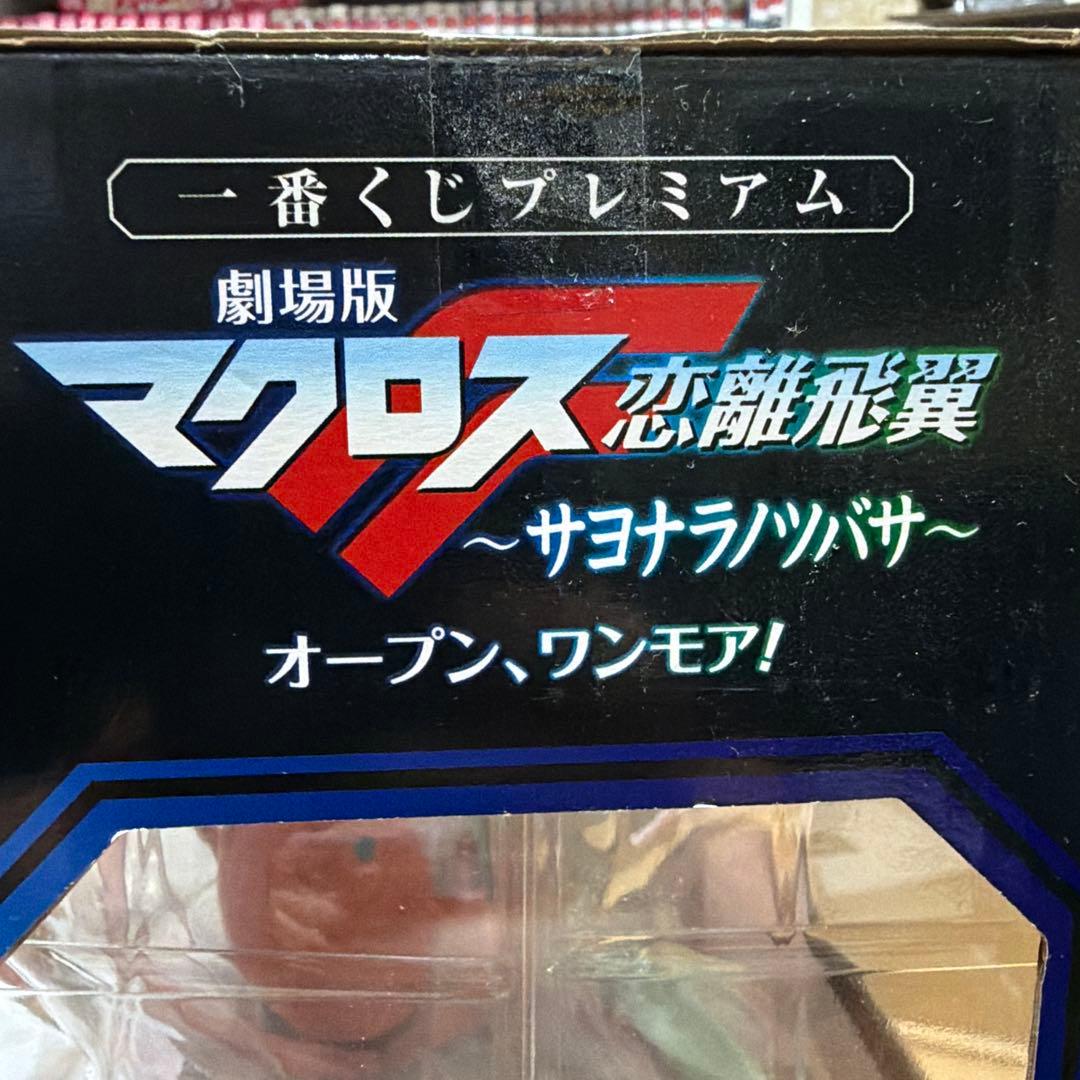 一番くじプレミアム
劇場版
マクロスF 恋離飛翼
～サヨナラノツバサ～
オープン、ワンモア!